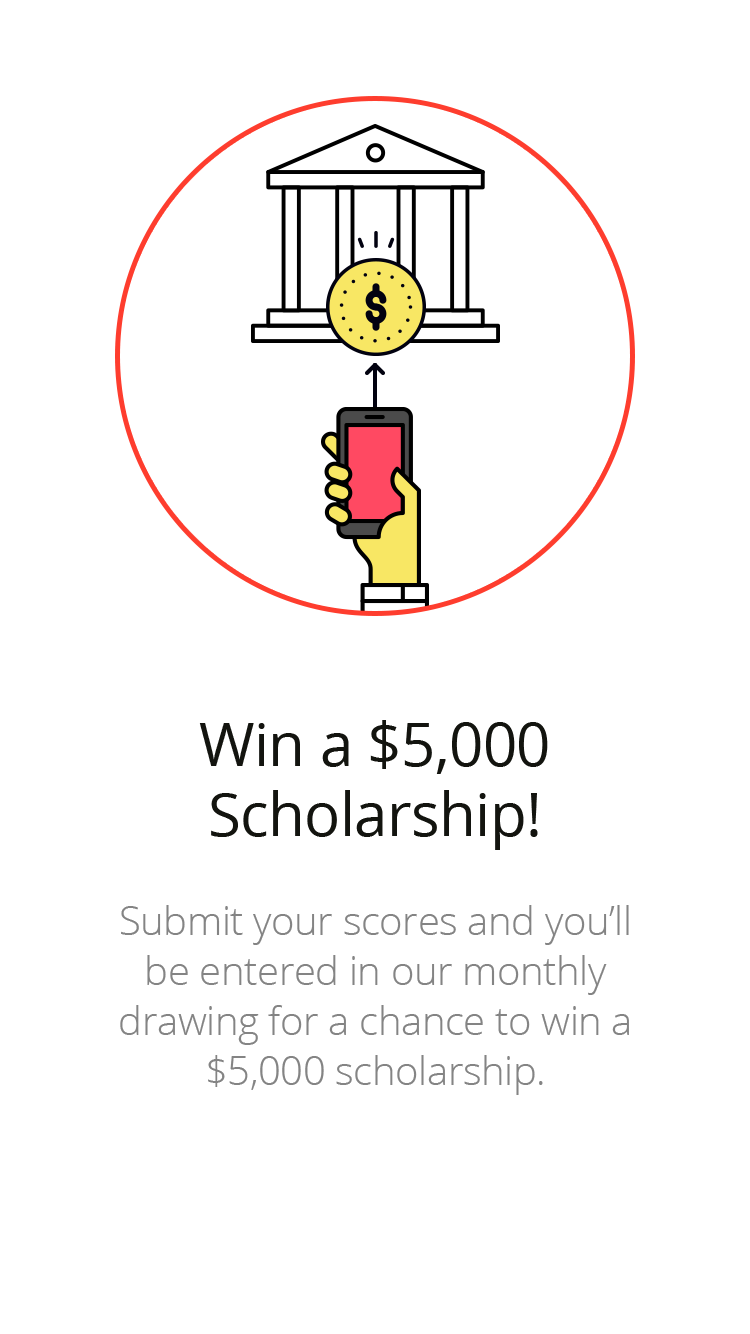 $
Win a $5,000
Scholarship!
Submit your scores and you’ll
be entered in our monthly
drawing for a chance to win a
$5,000 scholarship.